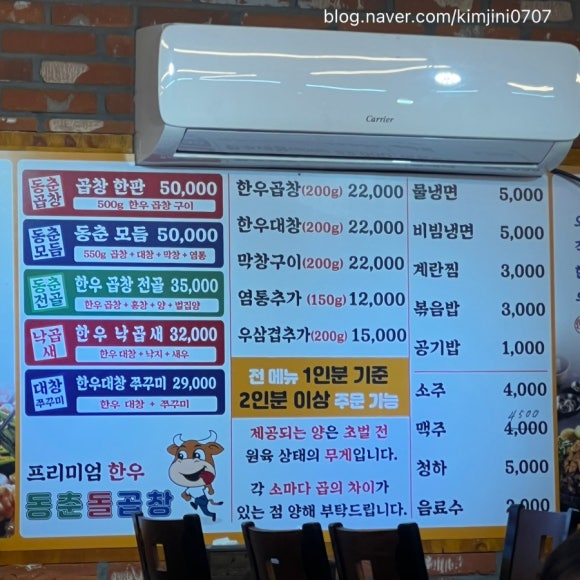 blog.naver.com/kimjini0707
Carrier
동춘 곱창 곱창 한판 50,000
500g 한우 곱창 구이
동춘 모듬 동춘 모듬 50,000
550g 곱창 + 대창 + 막창 + 염통
동춘 전골 한우 곱창 전골 35,000
한우 곱창 + 홍창 + 양 + 벌집양
낙곱새 한우 낙곱새 32,000
한우 대창 + 낙지 + 새우
대창 쭈꾸미 한우대창 쭈꾸미 29,000
한우 대창 + 쭈꾸미
프리미엄 한우
동춘돌곱창
한우곱창(200g) 22,000
한우대창(200g) 22,000
막창구이(200g) 22,000
염통추가 (150g) 12,000
우삼겹추가(200g) 15,000
전 메뉴 1인분 기준
2인분 이상 주문 가능
제공되는 양은 초벌 전
원육 상태의 무게입니다.
각 소마다 곱의 차이가
있는 점 양해 부탁드립니다.
물냉면 5,000
비빔냉면 5,000
계란찜 3,000
볶음밥 3,000
공기밥 1,000
소주 4,000
4500
맥주 4,000
청하 5,000
음료수 2,000